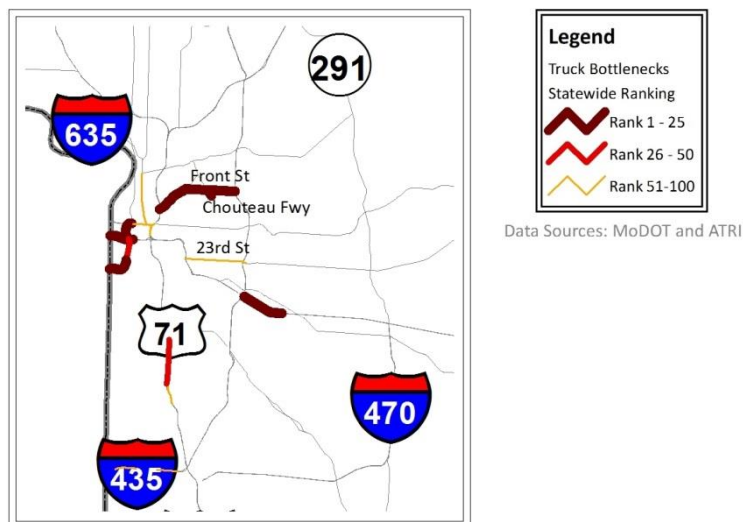 291
635
Front St
Chouteau Fwy
23rd St
71
470
435
Legend
Truck Bottlenecks
Statewide Ranking
Rank 1 - 25
Rank 26 - 50
Rank 51-100
Data Sources: MoDOT and ATRI